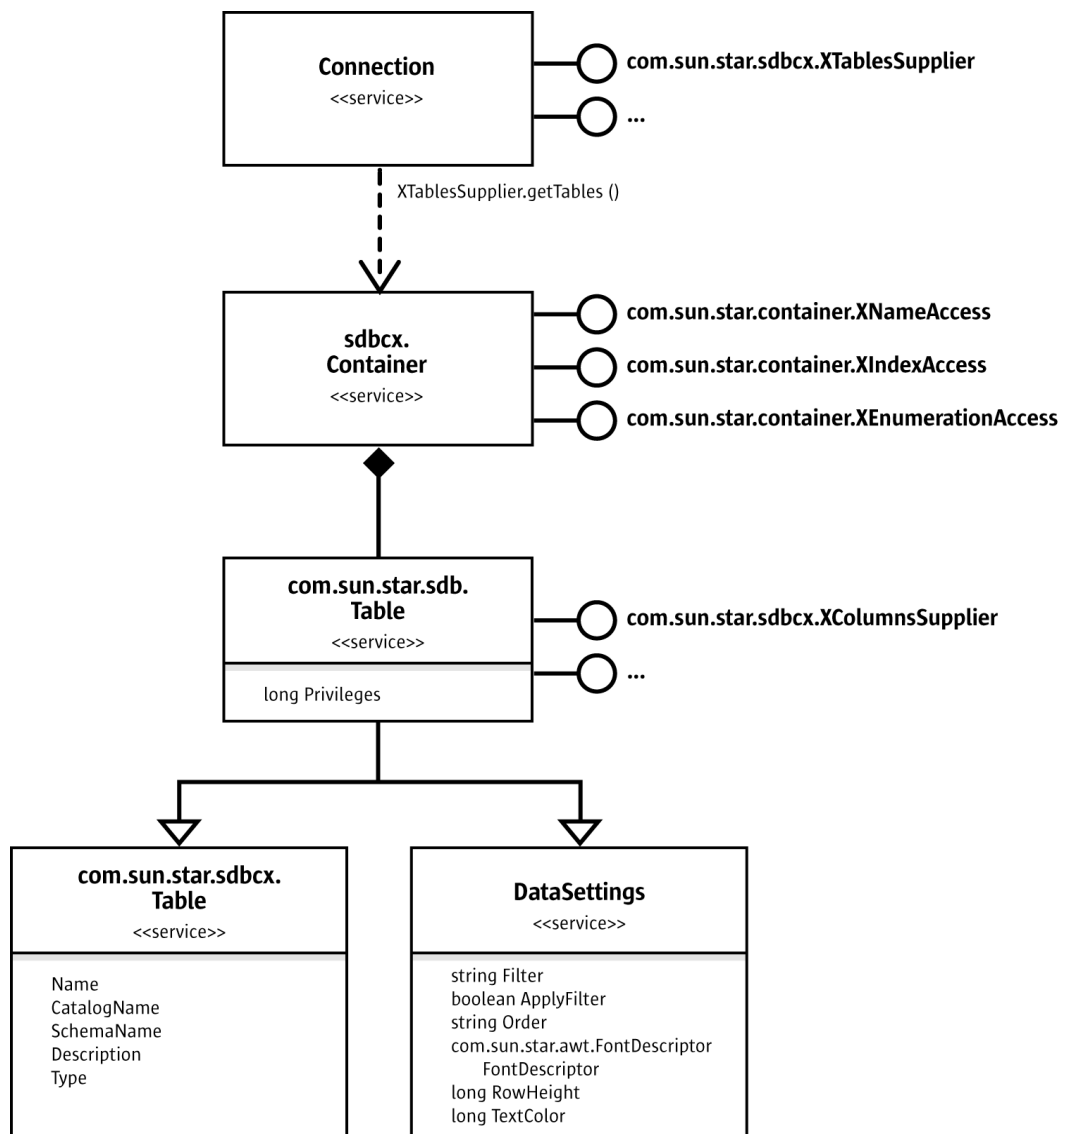 Connection
<<service>>
com.sun.star.sdbcx.XTablesSupplier
...
XTablesSupplier.getTables ()
sdbcx.
Container
<<service>>
com.sun.star.container.XNameAccess
com.sun.star.container.XIndexAccess
com.sun.star.container.XEnumerationAccess
com.sun.star.sdb.
Table
<<service>>
long Privileges
com.sun.star.sdbcx.XColumnsSupplier
...
com.sun.star.sdbcx.
Table
<<service>>
Name
CatalogName
SchemaName
Description
Type
DataSettings
<<service>>
string Filter
boolean ApplyFilter
string Order
com.sun.star.awt.FontDescriptor
FontDescriptor
long RowHeight
long TextColor